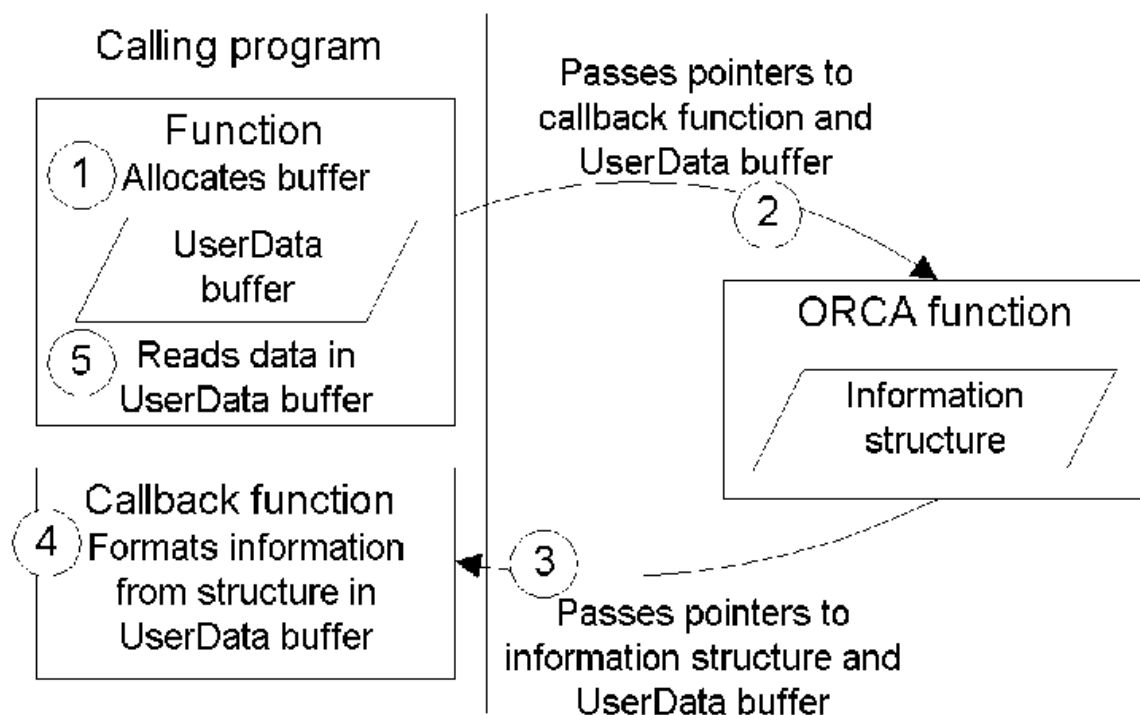 Calling program
Function
1 Allocates buffer
UserData
buffer
5 Reads data in
UserData buffer
Passes pointers to
callback function and
UserData buffer
2
ORCA function
Information
structure
3
Passes pointers to
information structure and
UserData buffer
Callback function
4 Formats information
from structure in
UserData buffer